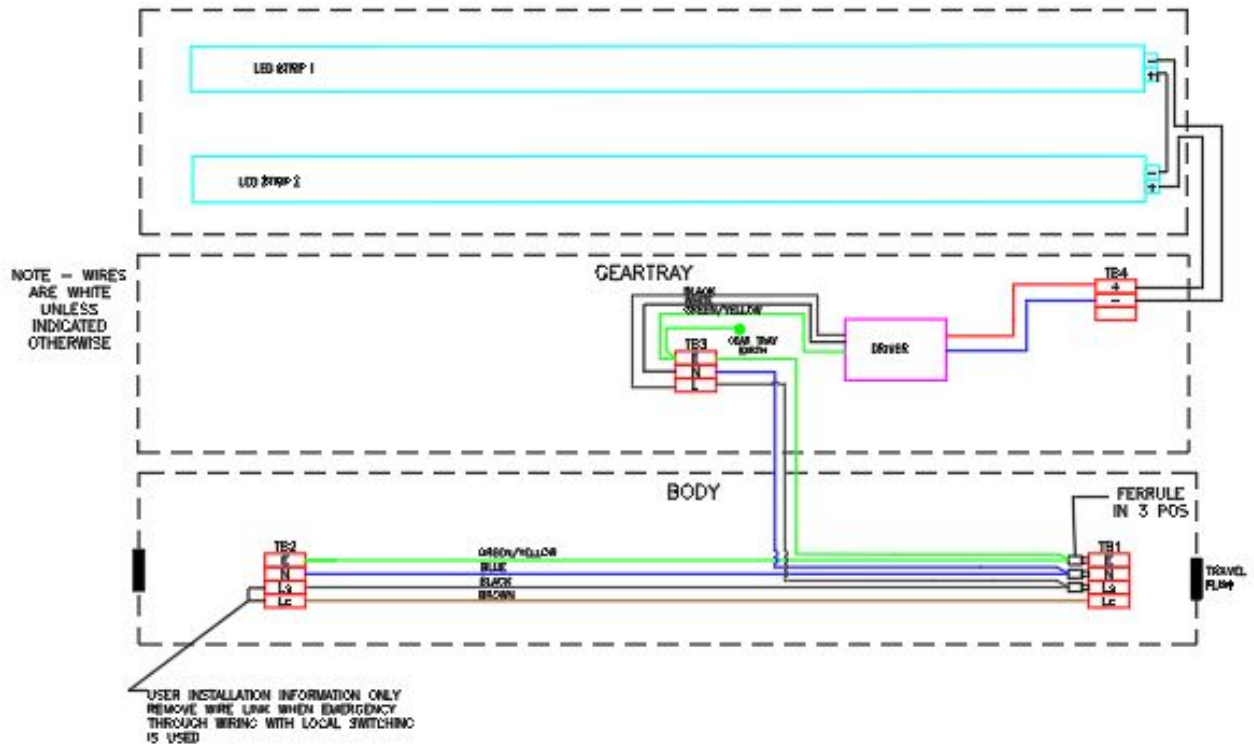 LED STRIP 1
-
+
LED STRIP 2
-
+
NOTE - WIRES
ARE WHITE
UNLESS
INDICATED
OTHERWISE
GEARTRAY
TB4
+
-
BLACK
WHITE
GREEN/YELLOW
GEAR TRAY
EARTH
TB3
E
N
L
DRIVER
BODY
FERRULE
IN 3 POS
TB2
E
N
Ls
Lc
GREEN/YELLOW
BLUE
BLACK
BROWN
TB1
E
N
Ls
Lc
TRAVEL
USER INSTALLATION INFORMATION ONLY
REMOVE WIRE LINK WHEN EMERGENCY
THROUGH WIRING WITH LOCAL SWITCHING
IS USED